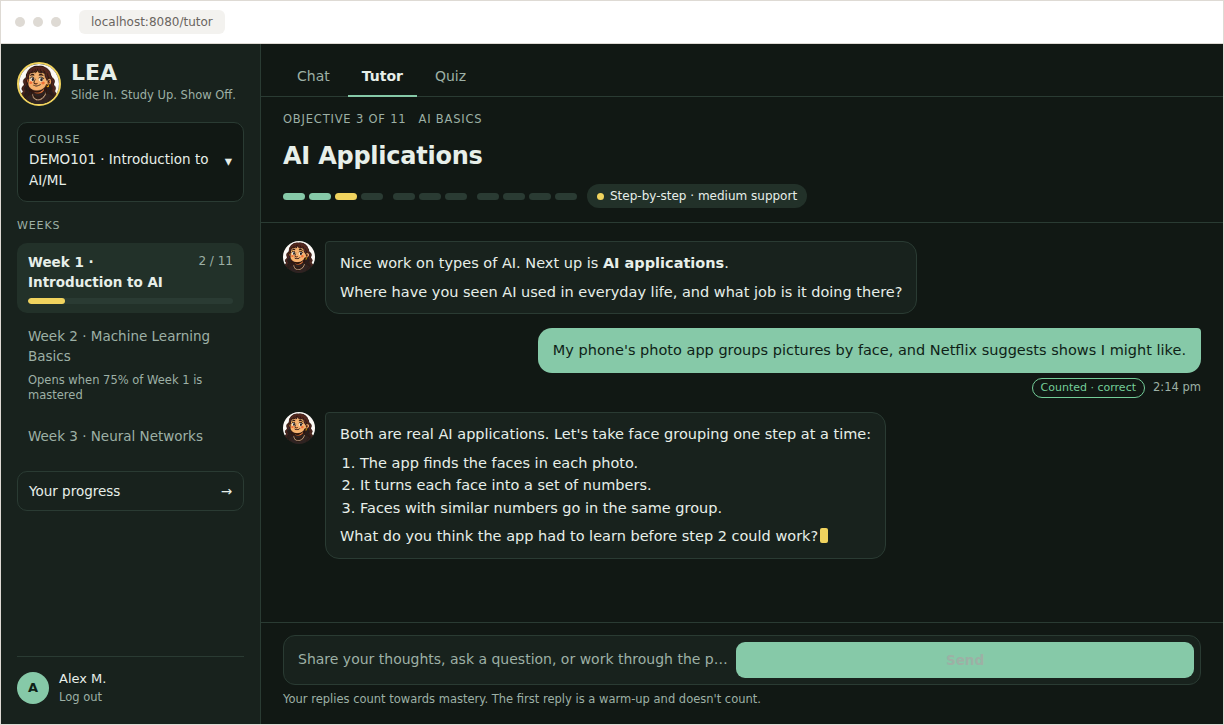 localhost:8080/tutor
LEA
Slide In. Study Up. Show Off.
COURSE
DEMO101 · Introduction to
AI/ML
▼
WEEKS
Week 1 ·
Introduction to AI
2 / 11
Week 2 · Machine Learning
Basics
Opens when 75% of Week 1 is
mastered
Week 3 · Neural Networks
Your progress →
A
Alex M.
Log out
Chat Tutor Quiz
OBJECTIVE 3 OF 11 AI BASICS
AI Applications
Step-by-step · medium support
Nice work on types of AI. Next up is AI applications.
Where have you seen AI used in everyday life, and what job is it doing there?
My phone's photo app groups pictures by face, and Netflix suggests shows I might like.
Counted · correct 2:14 pm
Both are real AI applications. Let's take face grouping one step at a time:
1. The app finds the faces in each photo.
2. It turns each face into a set of numbers.
3. Faces with similar numbers go in the same group.
What do you think the app had to learn before step 2 could work?
Share your thoughts, ask a question, or work through the p...
Send
Your replies count towards mastery. The first reply is a warm-up and doesn't count.